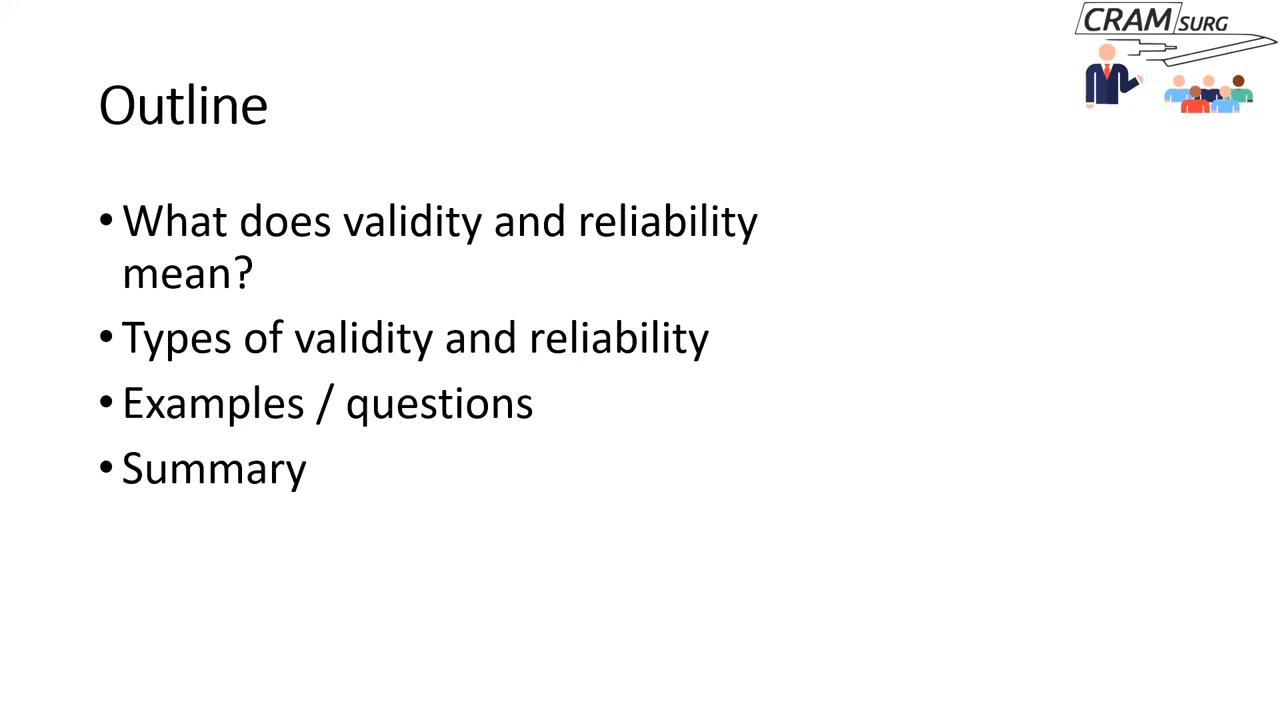 CRAM SURG
Outline
• What does validity and reliability
mean?
• Types of validity and reliability
• Examples / questions
• Summary